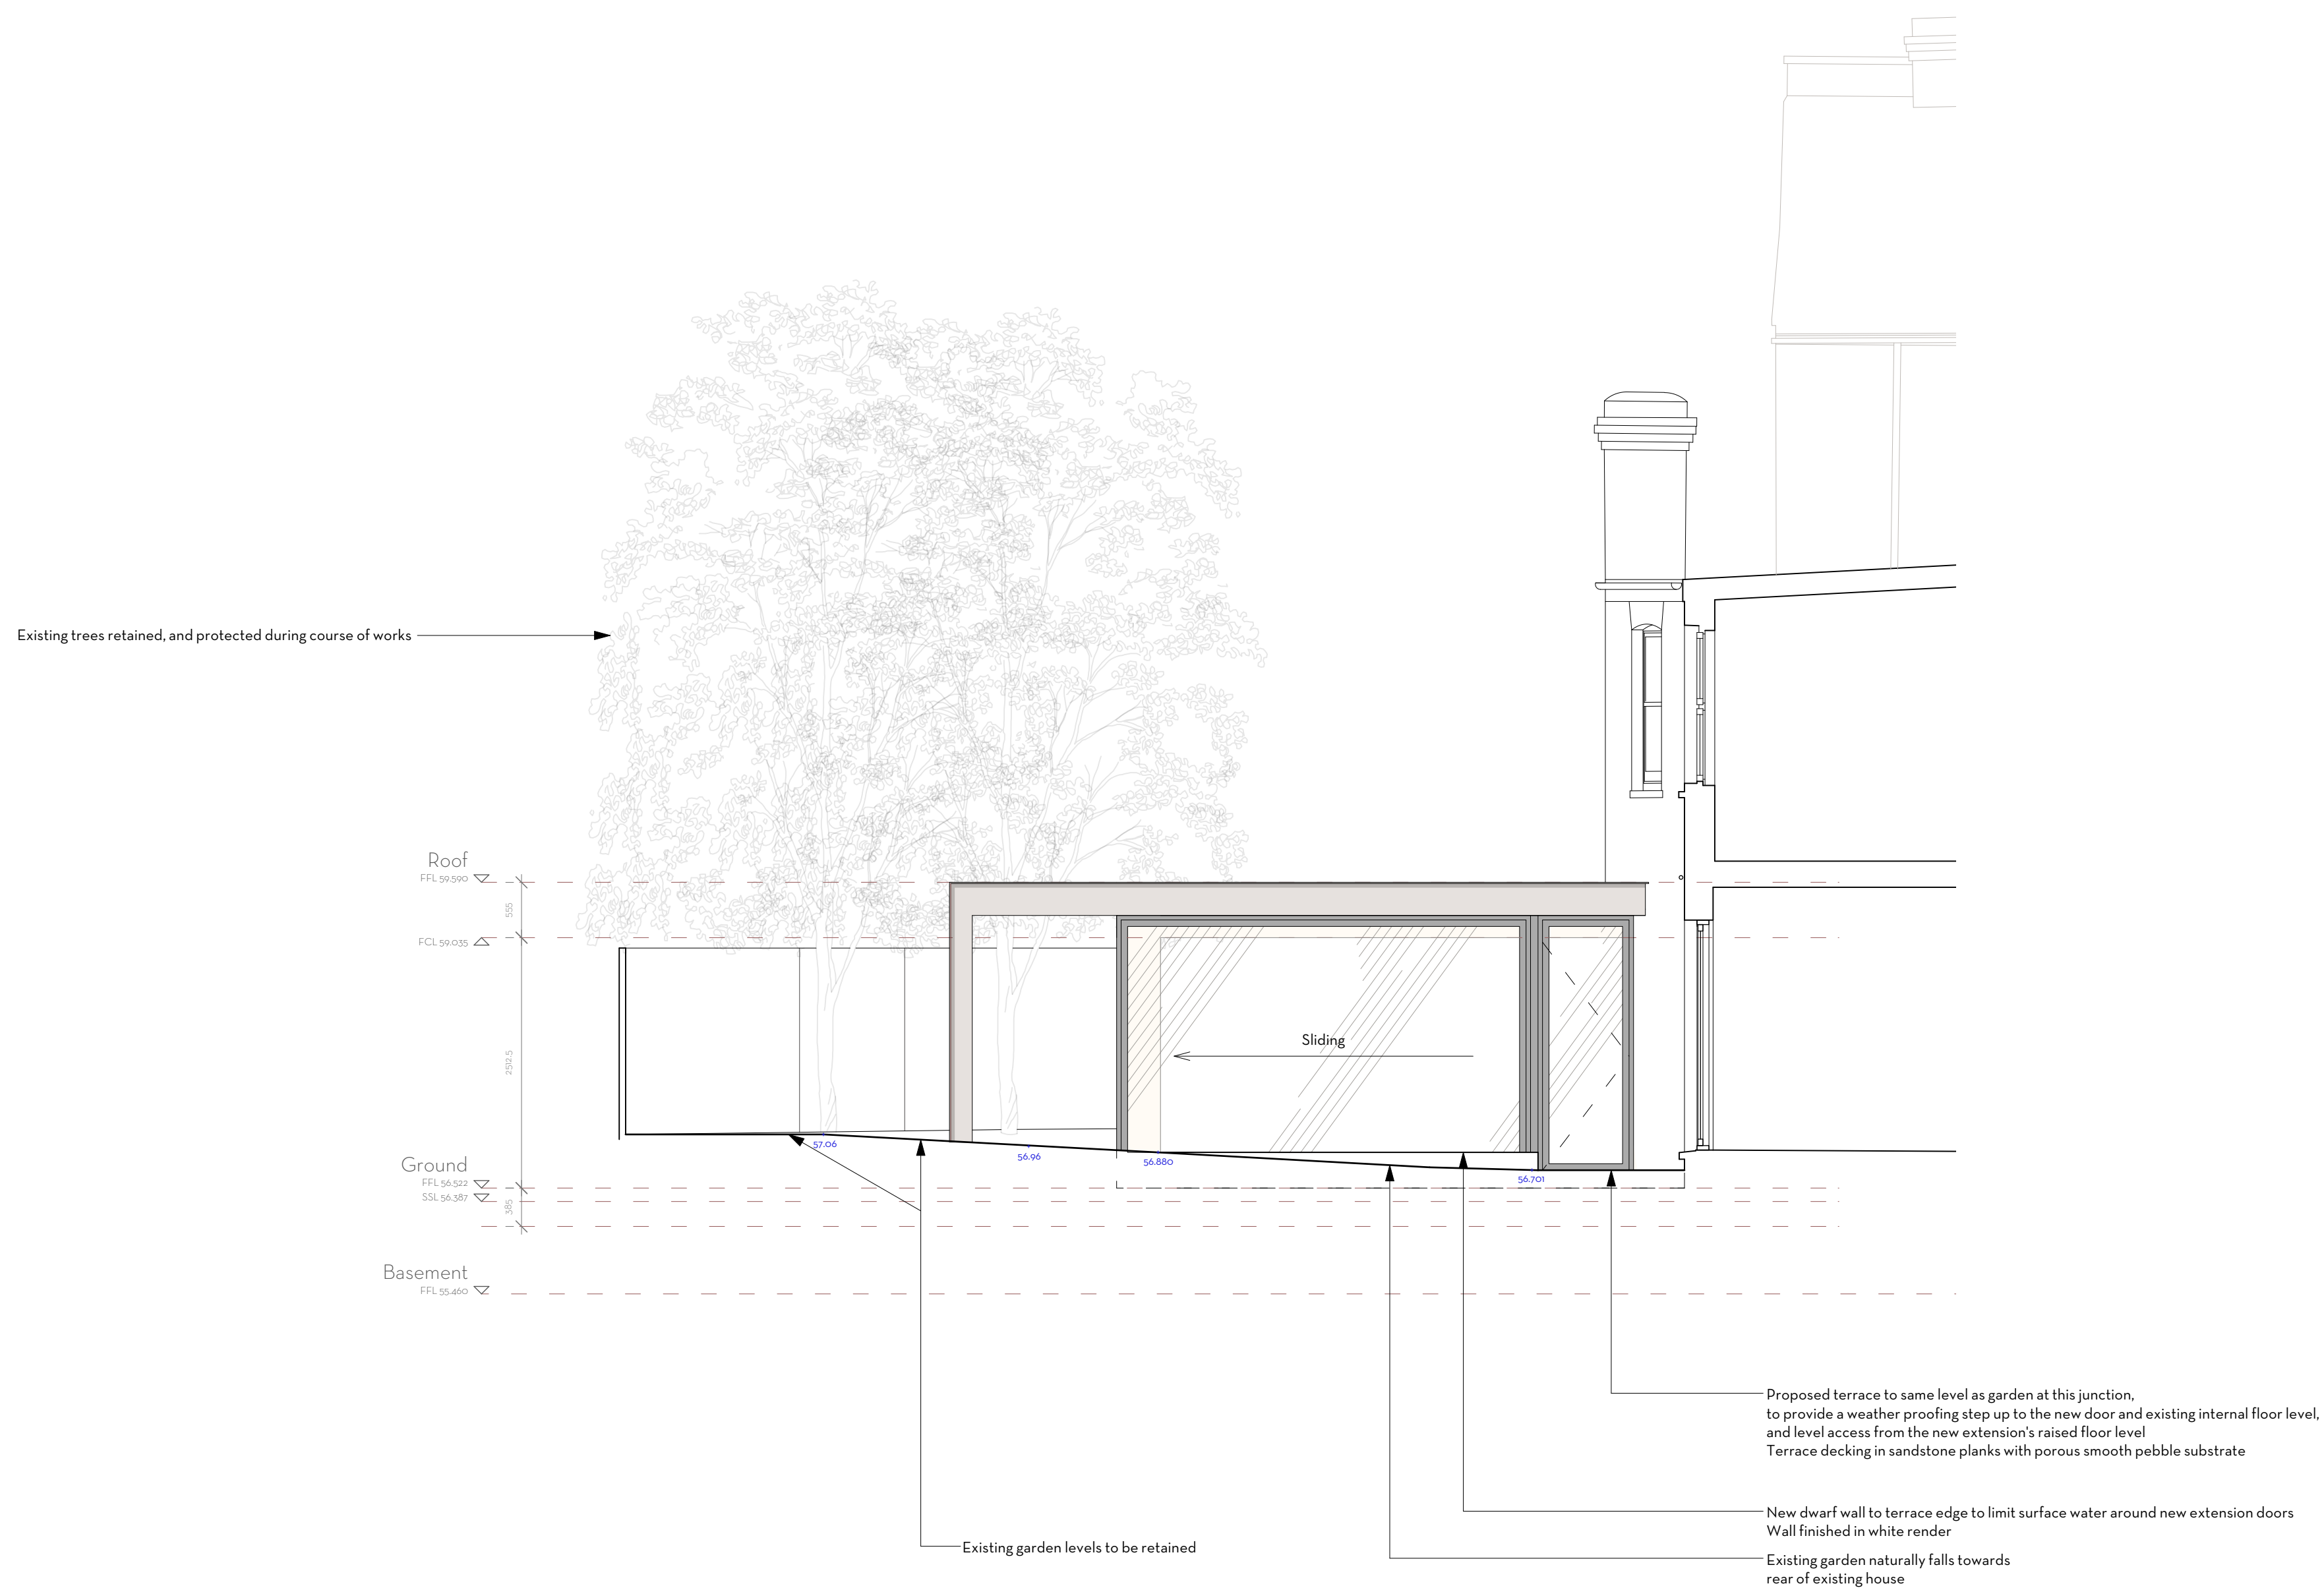 Existing trees retained, and protected during course of works
Roof
FFL 59.590
555
FCL 59.035
2512.5
Sliding
57.06
56.96
56.880
56.701
Ground
FFL 56.522
SSL 56.387
385
Basement
FFL 55.460
Proposed terrace to same level as garden at this junction,
to provide a weather proofing step up to the new door and existing internal floor level,
and level access from the new extension's raised floor level
Terrace decking in sandstone planks with porous smooth pebble substrate
New dwarf wall to terrace edge to limit surface water around new extension doors
Wall finished in white render
Existing garden levels to be retained
Existing garden naturally falls towards
rear of existing house